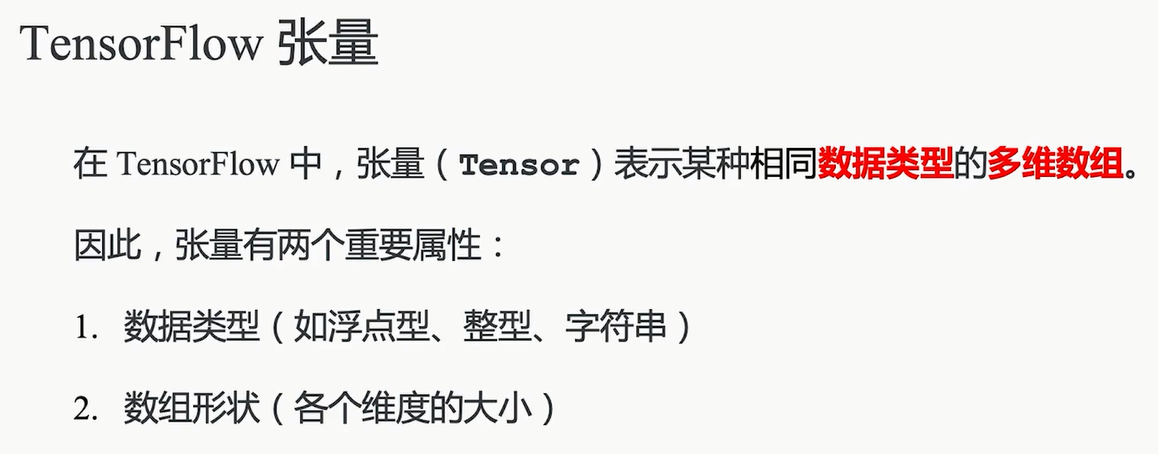 TensorFlow 张量
在 TensorFlow 中，张量（Tensor）表示某种相同数据类型的多维数组。
因此，张量有两个重要属性：
1. 数据类型（如浮点型、整型、字符串）
2. 数组形状（各个维度的大小）